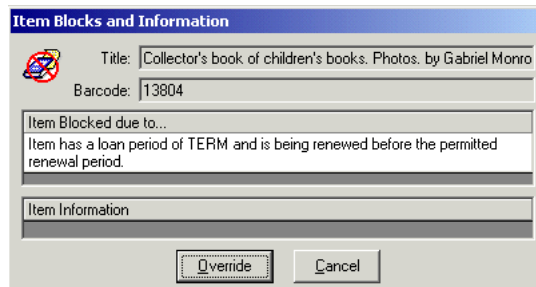 Item Blocks and Information
Title: Collector's book of children's books. Photos. by Gabriel Monro
Barcode: 13804
Item Blocked due to...
Item has a loan period of TERM and is being renewed before the permitted
renewal period.
Item Information
Override Cancel